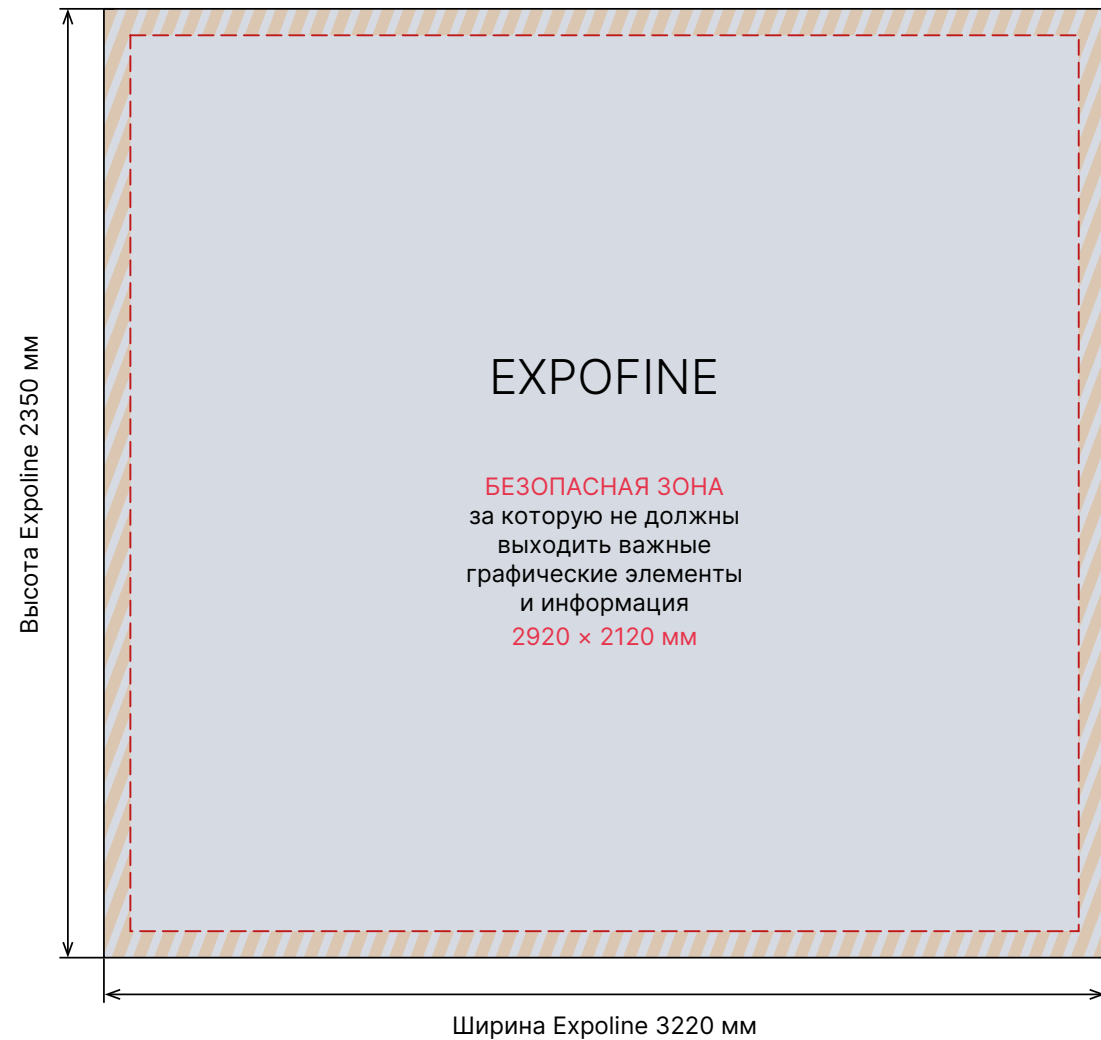 Высота Expoline 2350 мм
EXPOFINE
БЕЗОПАСНАЯ ЗОНА
за которую не должны
выходить важные
графические элементы
и информация
2920 × 2120 мм
Ширина Expoline 3220 мм